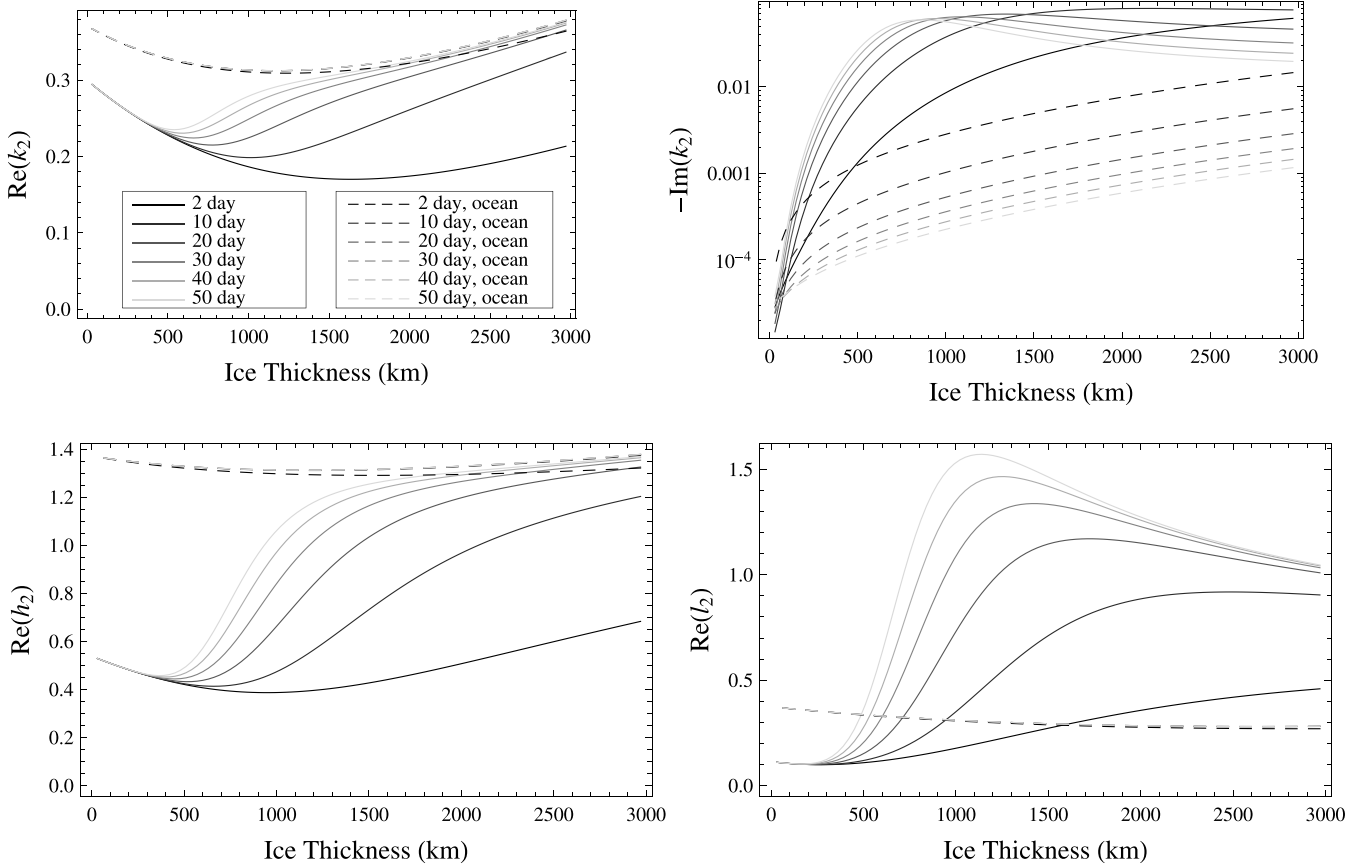 Re(k2)
0.3
0.2
0.1
0.0
2 day
10 day
20 day
30 day
40 day
50 day
2 day, ocean
10 day, ocean
20 day, ocean
30 day, ocean
40 day, ocean
50 day, ocean
0 500 1000 1500 2000 2500 3000
Ice Thickness (km)
−Im(k2)
0.01
0.001
10−4
0 500 1000 1500 2000 2500 3000
Ice Thickness (km)
Re(h2)
1.4
1.2
1.0
0.8
0.6
0.4
0.2
0.0
0 500 1000 1500 2000 2500 3000
Ice Thickness (km)
Re(l2)
1.5
1.0
0.5
0.0
0 500 1000 1500 2000 2500 3000
Ice Thickness (km)